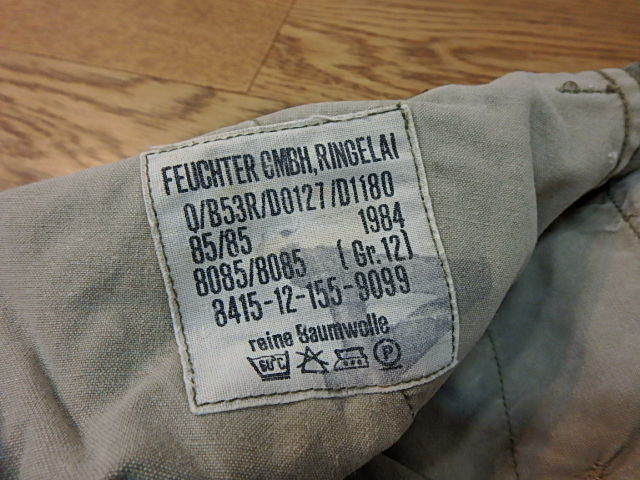 FEUCHTER GMBH, RINGELAI
Q/B53R/D0127/D1180
85/85 1984
8085/8085 (Gr. 12)
8415-12-155-9099
reine Baumwolle
60°C P